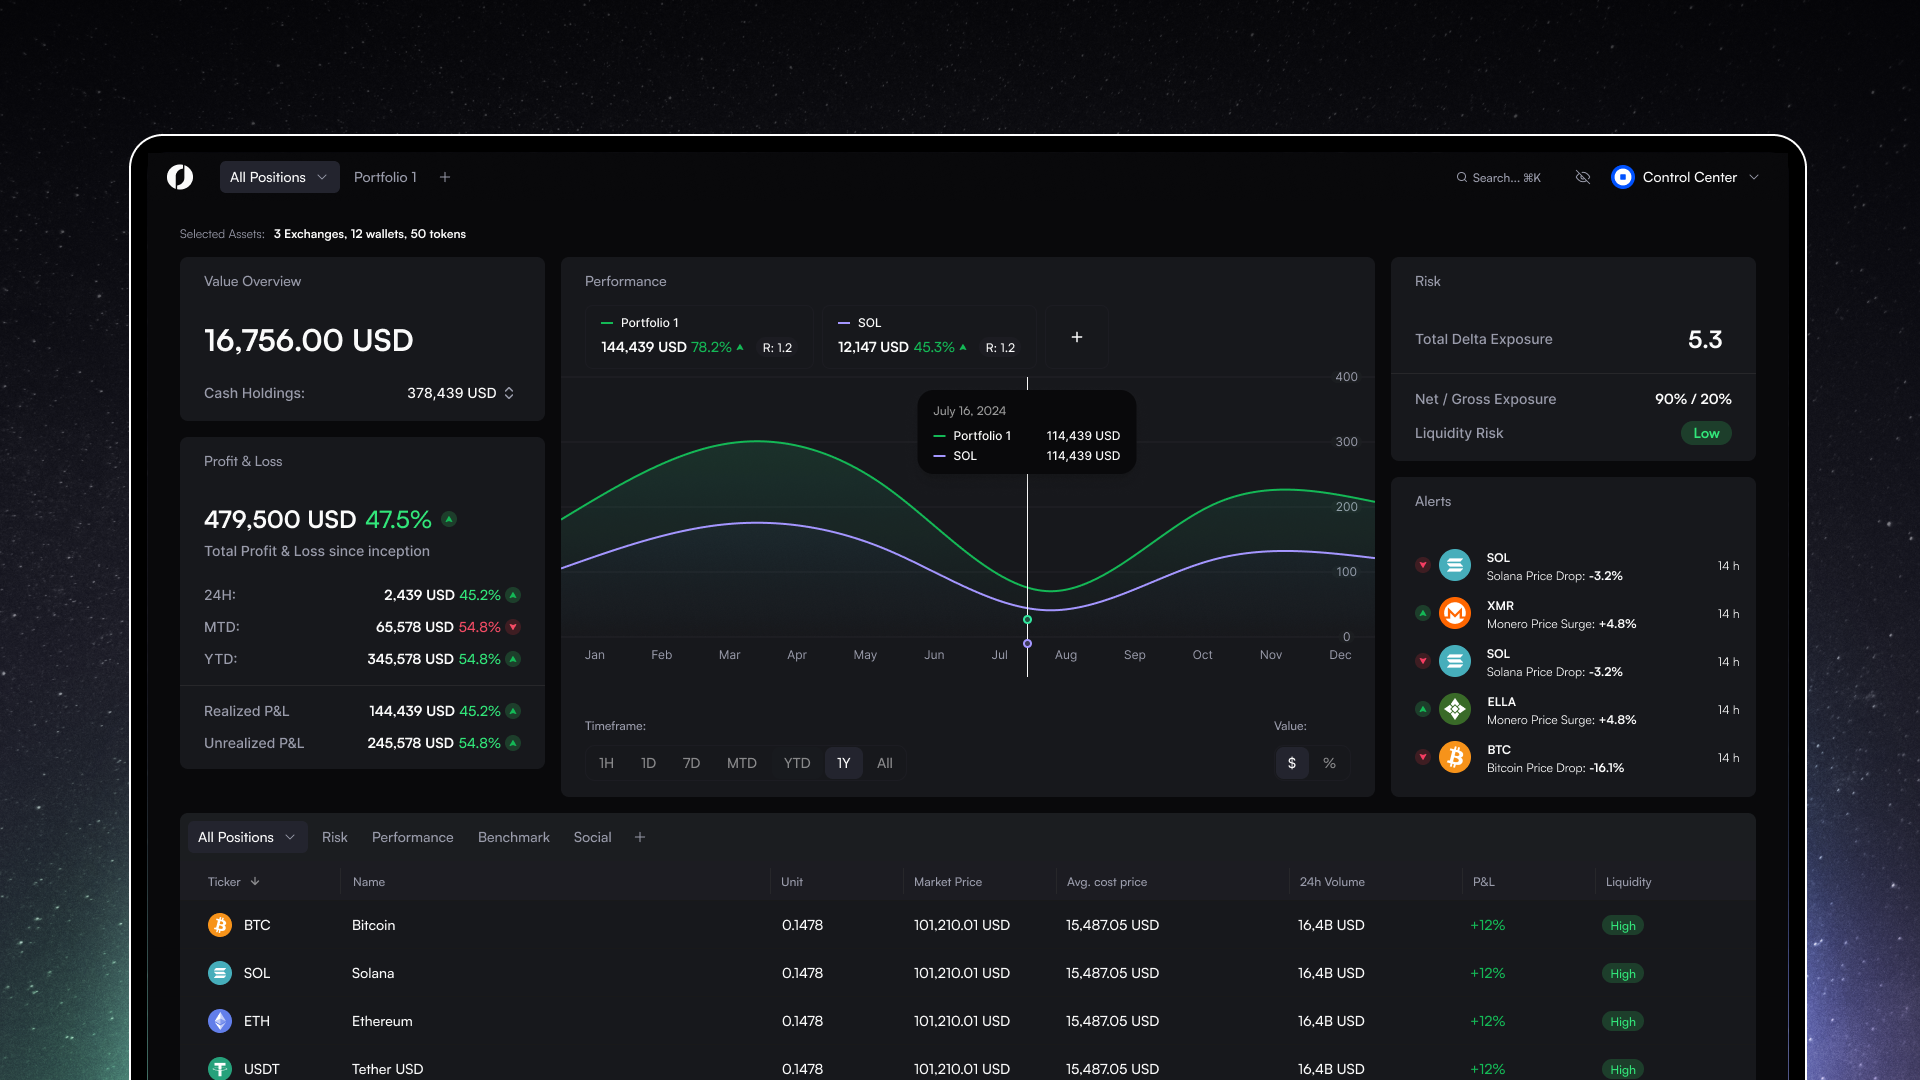 All Positions
Portfolio 1
+
Search... ⌘K
Control Center
Selected Assets: 3 Exchanges, 12 wallets, 50 tokens
Value Overview
16,756.00 USD
Cash Holdings: 378,439 USD
Profit & Loss
479,500 USD 47.5%
Total Profit & Loss since inception
24H: 2,439 USD 45.2%
MTD: 65,578 USD 54.8%
YTD: 345,578 USD 54.8%
Realized P&L 144,439 USD 45.2%
Unrealized P&L 245,578 USD 54.8%
Performance
Portfolio 1
144,439 USD 78.2% R: 1.2
SOL
12,147 USD 45.3% R: 1.2
+
400
300
200
100
0
July 16, 2024
Portfolio 1 114,439 USD
SOL 114,439 USD
Jan Feb Mar Apr May Jun Jul Aug Sep Oct Nov Dec
Timeframe:
1H 1D 7D MTD YTD 1Y All
Value:
$ %
Risk
Total Delta Exposure 5.3
Net / Gross Exposure 90% / 20%
Liquidity Risk Low
Alerts
SOL
Solana Price Drop: -3.2% 14 h
XMR
Monero Price Surge: +4.8% 14 h
SOL
Solana Price Drop: -3.2% 14 h
ELLA
Monero Price Surge: +4.8% 14 h
BTC
Bitcoin Price Drop: -16.1% 14 h
All Positions Risk Performance Benchmark Social +
Ticker Name Unit Market Price Avg. cost price 24h Volume P&L Liquidity
BTC Bitcoin 0.1478 101,210.01 USD 15,487.05 USD 16,4B USD +12% High
SOL Solana 0.1478 101,210.01 USD 15,487.05 USD 16,4B USD +12% High
ETH Ethereum 0.1478 101,210.01 USD 15,487.05 USD 16,4B USD +12% High
USDT Tether USD 0.1478 101,210.01 USD 15,487.05 USD 16,4B USD +12% High